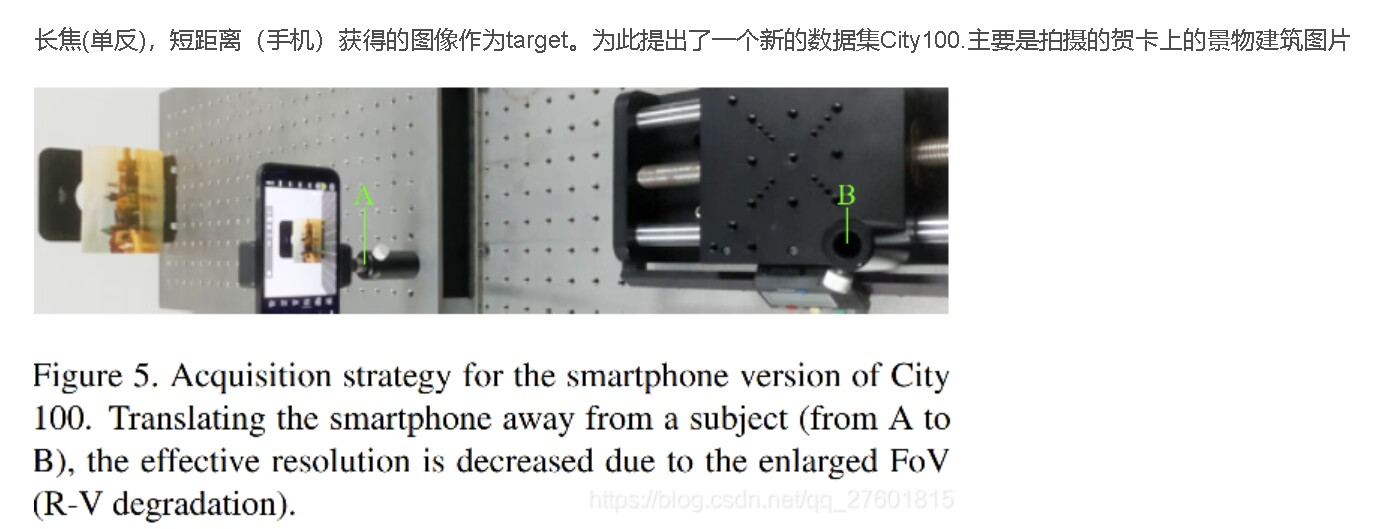 长焦(单反)，短距离（手机）获得的图像作为target。为此提出了一个新的数据集City100.主要是拍摄的贺卡上的景物建筑图片
A
B
Figure 5. Acquisition strategy for the smartphone version of City
100. Translating the smartphone away from a subject (from A to
B), the effective resolution is decreased due to the enlarged FoV
(R-V degradation).
https://blog.csdn.net/qq_27601815